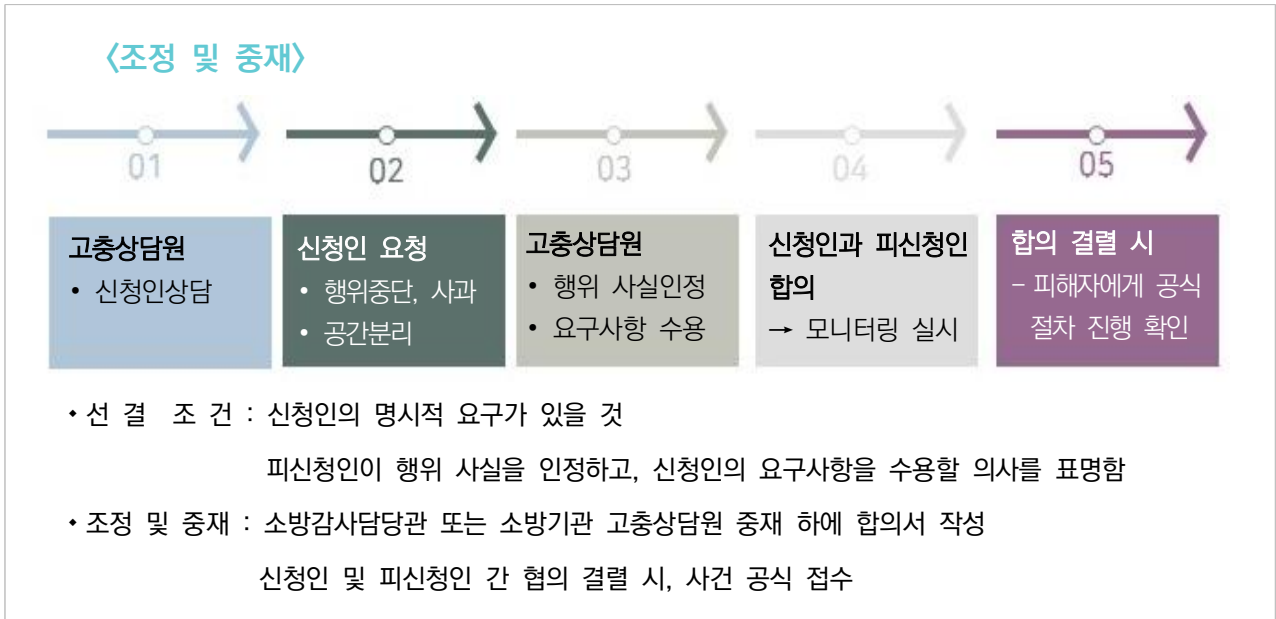 〈조정 및 중재〉
01
02
03
04
05
고충상담원
• 신청인상담
신청인 요청
• 행위중단, 사과
• 공간분리
고충상담원
• 행위 사실인정
• 요구사항 수용
신청인과 피신청인
합의
→ 모니터링 실시
합의 결렬 시
- 피해자에게 공식
절차 진행 확인
◆ 선 결 조 건 : 신청인의 명시적 요구가 있을 것
피신청인이 행위 사실을 인정하고, 신청인의 요구사항을 수용할 의사를 표명함
◆ 조정 및 중재 : 소방감사담당관 또는 소방기관 고충상담원 중재 하에 합의서 작성
신청인 및 피신청인 간 협의 결렬 시, 사건 공식 접수